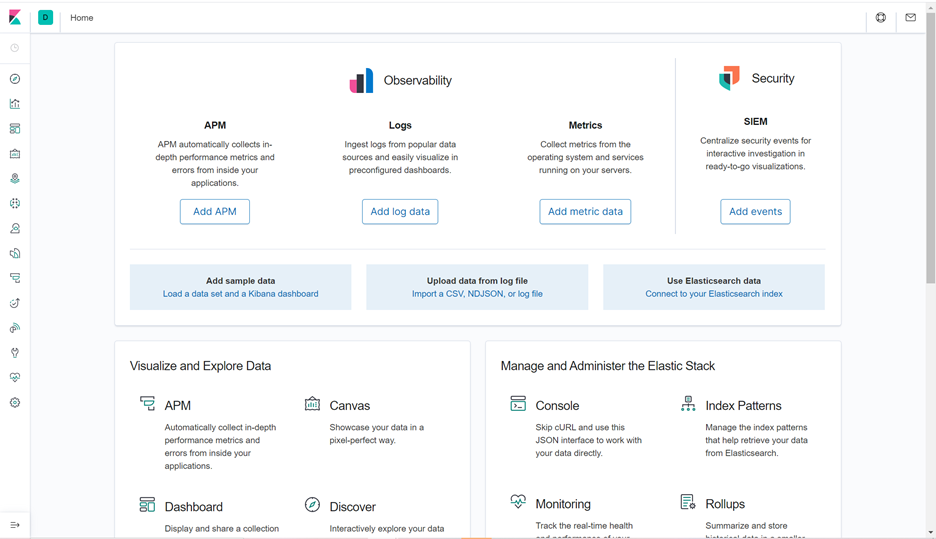 D Home
Observability
Security
APM
APM automatically collects in-
depth performance metrics and
errors from inside your
applications.
Add APM
Logs
Ingest logs from popular data
sources and easily visualize in
preconfigured dashboards.
Add log data
Metrics
Collect metrics from the
operating system and services
running on your servers.
Add metric data
SIEM
Centralize security events for
interactive investigation in
ready-to-go visualizations.
Add events
Add sample data
Load a data set and a Kibana dashboard
Upload data from log file
Import a CSV, NDJSON, or log file
Use Elasticsearch data
Connect to your Elasticsearch index
Visualize and Explore Data
APM
Automatically collect in-depth
performance metrics and
errors from inside your
applications.
Canvas
Showcase your data in a
pixel-perfect way.
Dashboard
Display and share a collection
Discover
Interactively explore your data
Manage and Administer the Elastic Stack
Console
Skip cURL and use this
JSON interface to work with
your data directly.
Index Patterns
Manage the index patterns
that help retrieve your data
from Elasticsearch.
Monitoring
Track the real-time health
and performance of your
Rollups
Summarize and store
historical data in a smaller